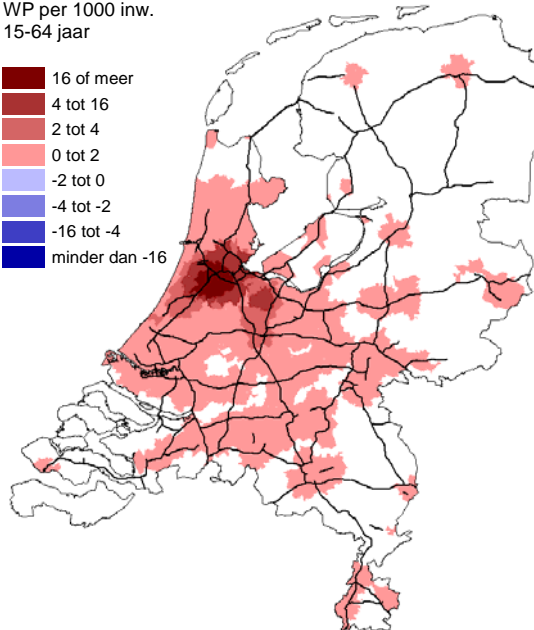 WP per 1000 inw.
15-64 jaar
16 of meer
4 tot 16
2 tot 4
0 tot 2
-2 tot 0
-4 tot -2
-16 tot -4
minder dan -16